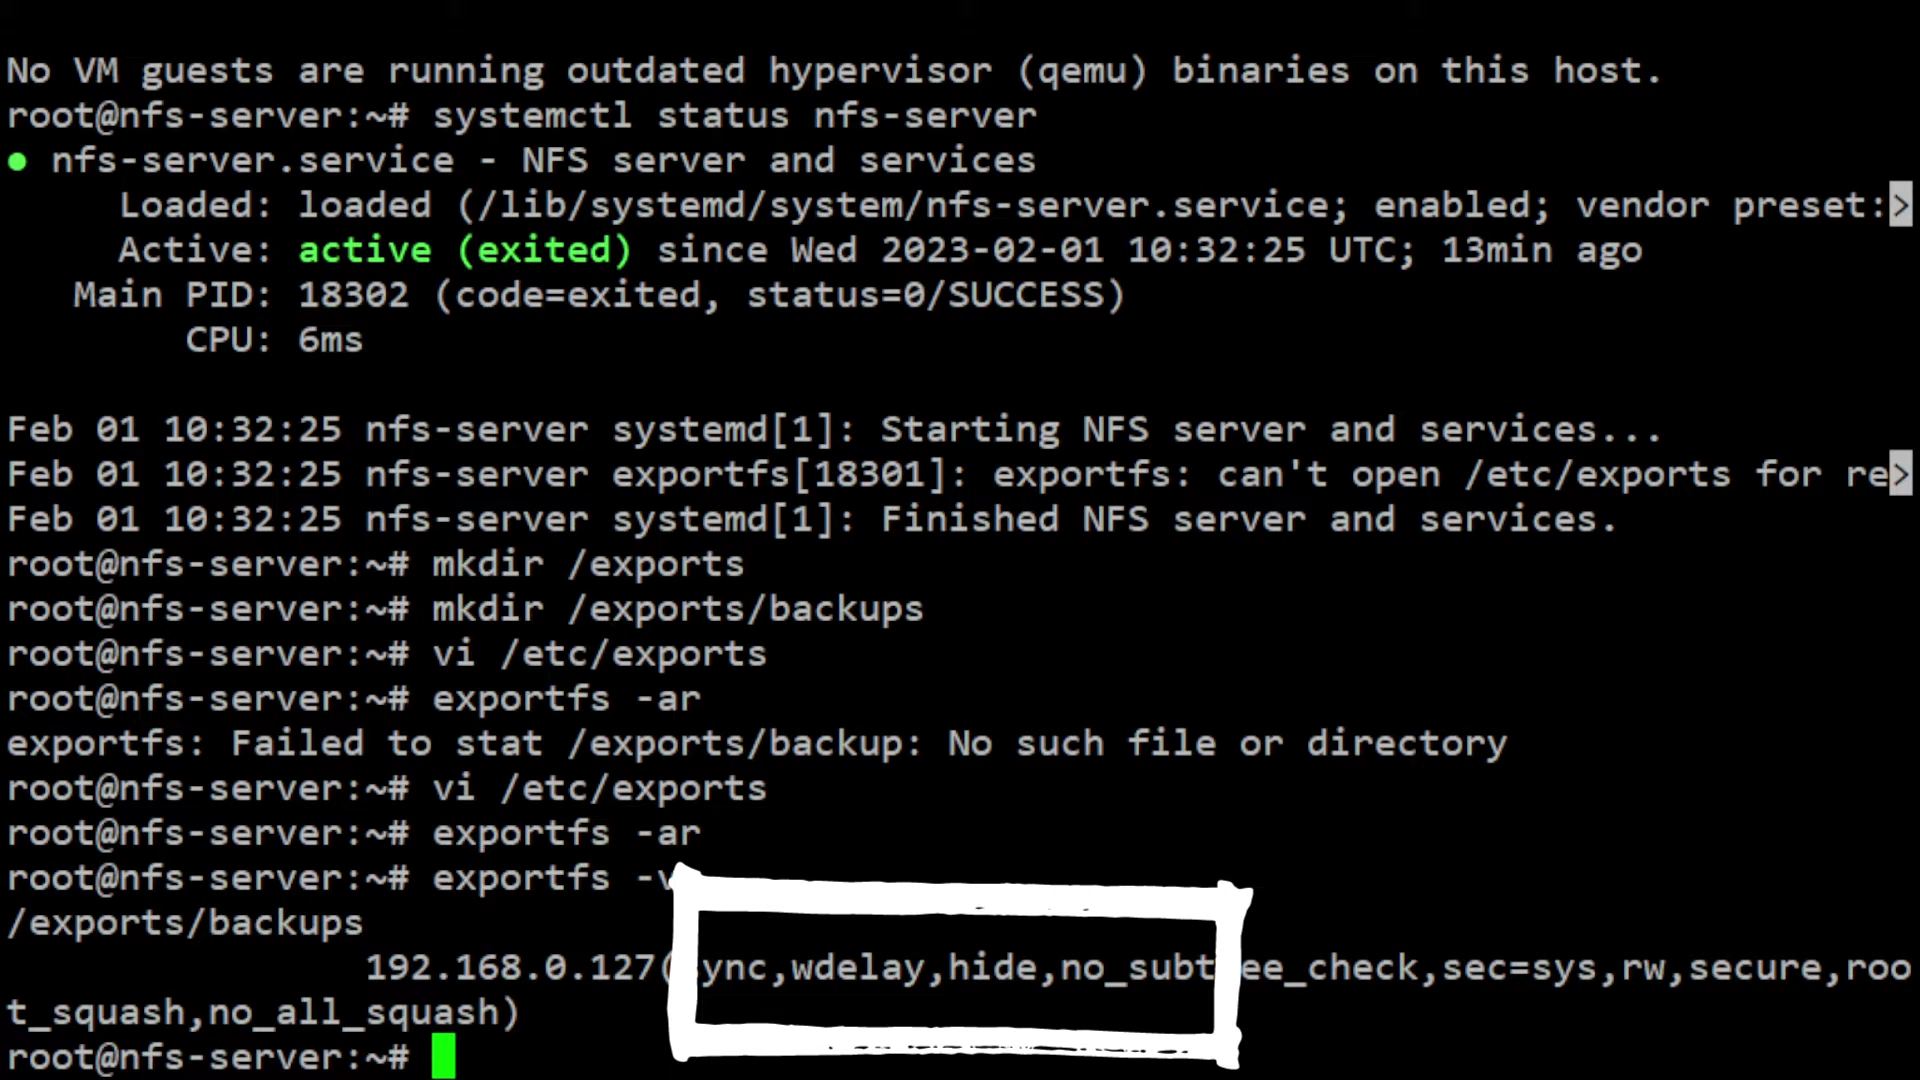 No VM guests are running outdated hypervisor (qemu) binaries on this host.
root@nfs-server:~# systemctl status nfs-server
● nfs-server.service - NFS server and services
     Loaded: loaded (/lib/systemd/system/nfs-server.service; enabled; vendor preset:>
     Active: active (exited) since Wed 2023-02-01 10:32:25 UTC; 13min ago
   Main PID: 18302 (code=exited, status=0/SUCCESS)
        CPU: 6ms
Feb 01 10:32:25 nfs-server systemd[1]: Starting NFS server and services...
Feb 01 10:32:25 nfs-server exportfs[18301]: exportfs: can't open /etc/exports for re>
Feb 01 10:32:25 nfs-server systemd[1]: Finished NFS server and services.
root@nfs-server:~# mkdir /exports
root@nfs-server:~# mkdir /exports/backups
root@nfs-server:~# vi /etc/exports
root@nfs-server:~# exportfs -ar
exportfs: Failed to stat /exports/backup: No such file or directory
root@nfs-server:~# vi /etc/exports
root@nfs-server:~# exportfs -ar
root@nfs-server:~# exportfs -v
/exports/backups
                192.168.0.127(ync,wdelay,hide,no_subtee_check,sec=sys,rw,secure,roo
t_squash,no_all_squash)
root@nfs-server:~#